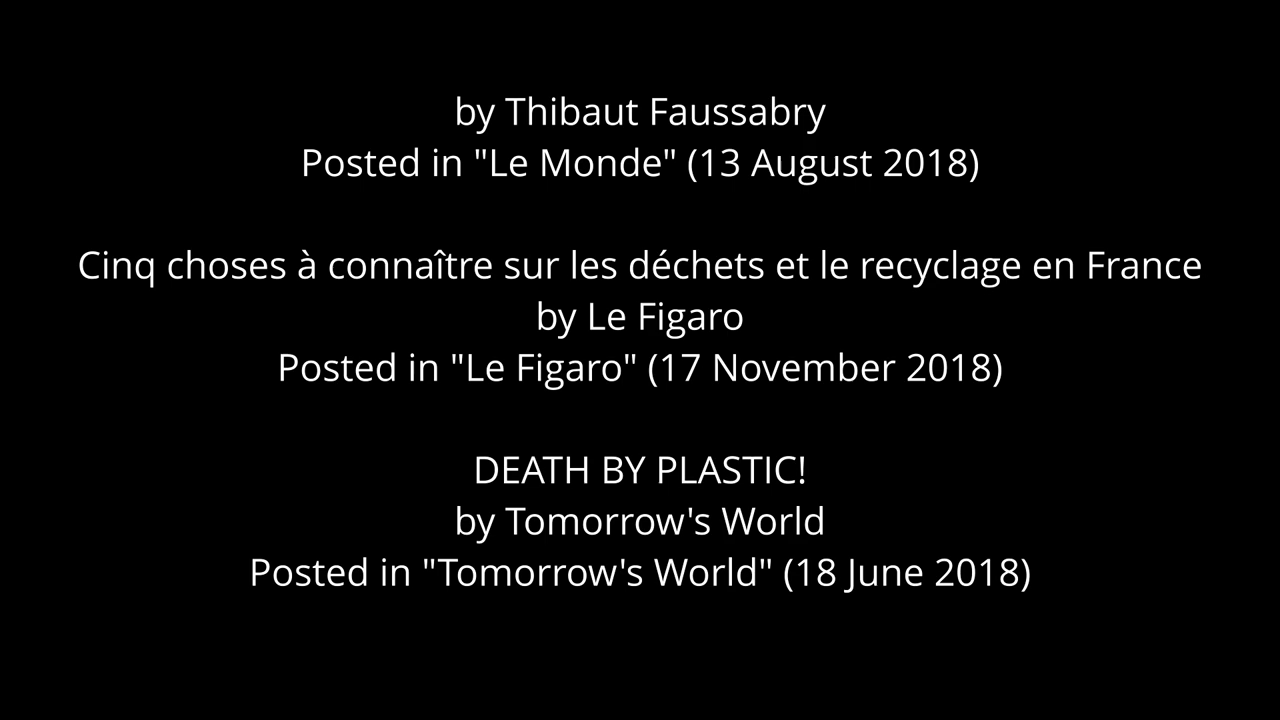 by Thibaut Faussabry
Posted in "Le Monde" (13 August 2018)
Cinq choses à connaître sur les déchets et le recyclage en France
by Le Figaro
Posted in "Le Figaro" (17 November 2018)
DEATH BY PLASTIC!
by Tomorrow's World
Posted in "Tomorrow's World" (18 June 2018)